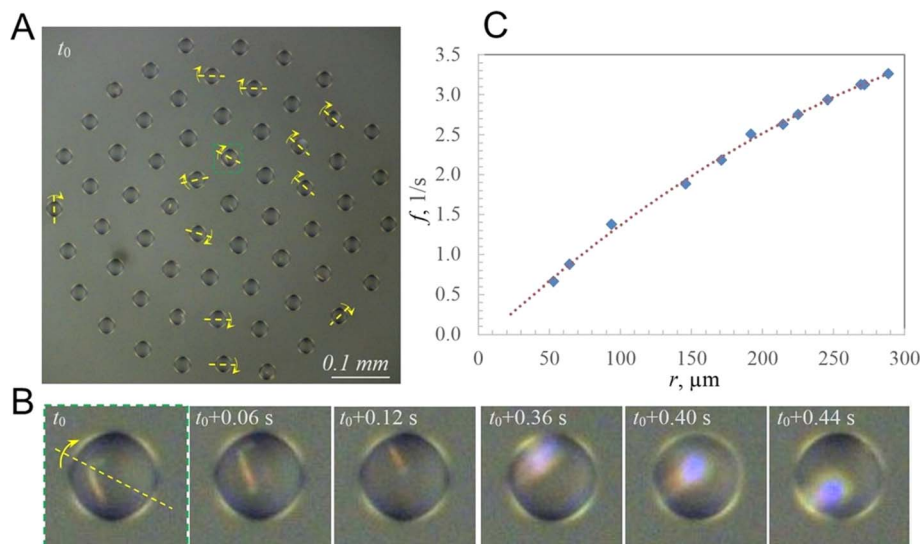 A
t₀
0.1 mm
C
f, 1/s
3.5
3.0
2.5
2.0
1.5
1.0
0.5
0.0
0
50
100
150
200
250
300
r, µm
B
t₀
t₀+0.06 s
t₀+0.12 s
t₀+0.36 s
t₀+0.40 s
t₀+0.44 s